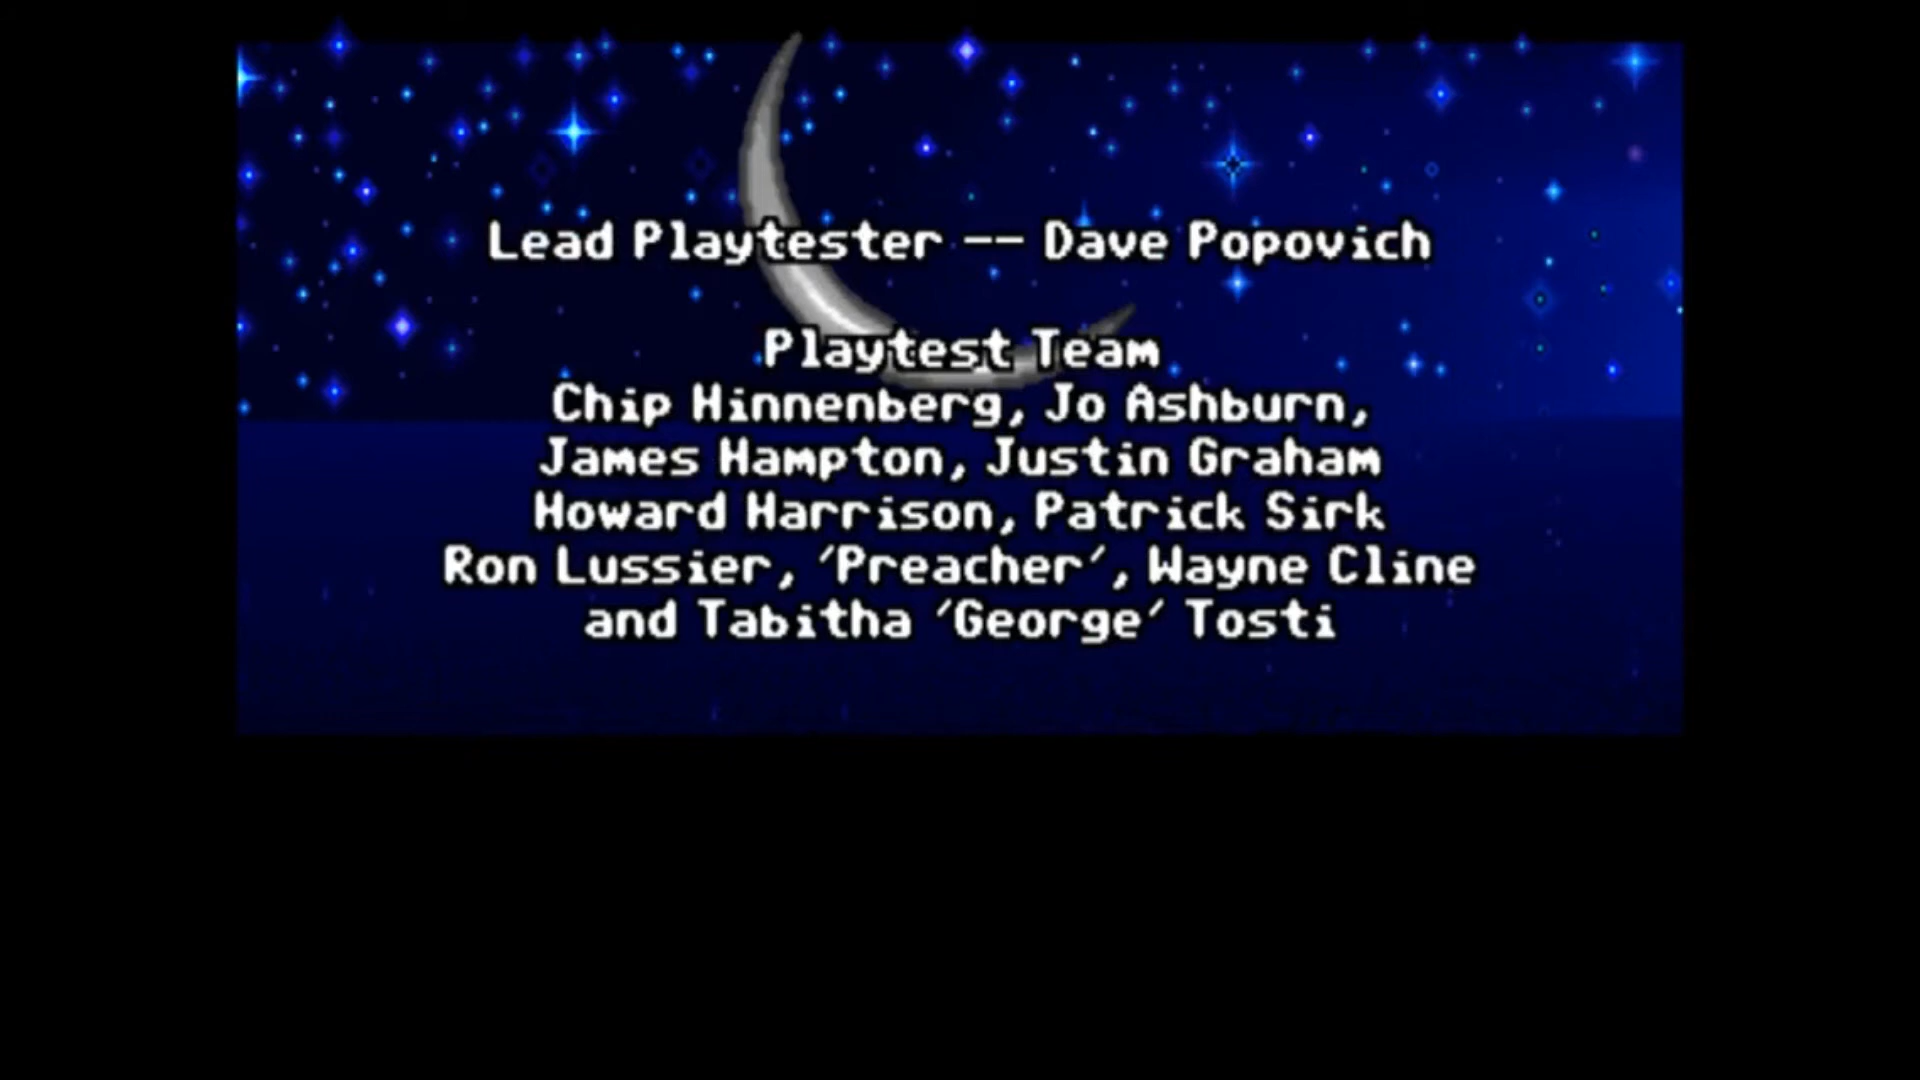 Lead Playtester -- Dave Popovich
Playtest Team
Chip Hinnenberg, Jo Ashburn,
James Hampton, Justin Graham
Howard Harrison, Patrick Sirk
Ron Lussier, 'Preacher', Wayne Cline
and Tabitha 'George' Tosti